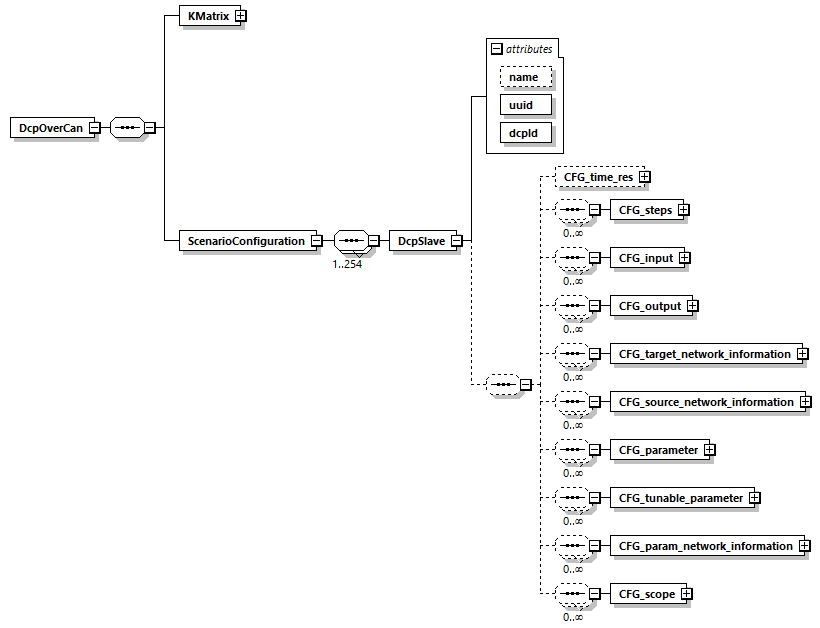 KMatrix
attributes
name
uuid
dcpId
DcpOverCan
CFG_time_res
CFG_steps
0..∞
ScenarioConfiguration
DcpSlave
1..254
CFG_input
0..∞
CFG_output
0..∞
CFG_target_network_information
0..∞
CFG_source_network_information
0..∞
CFG_parameter
0..∞
CFG_tunable_parameter
0..∞
CFG_param_network_information
0..∞
CFG_scope
0..∞